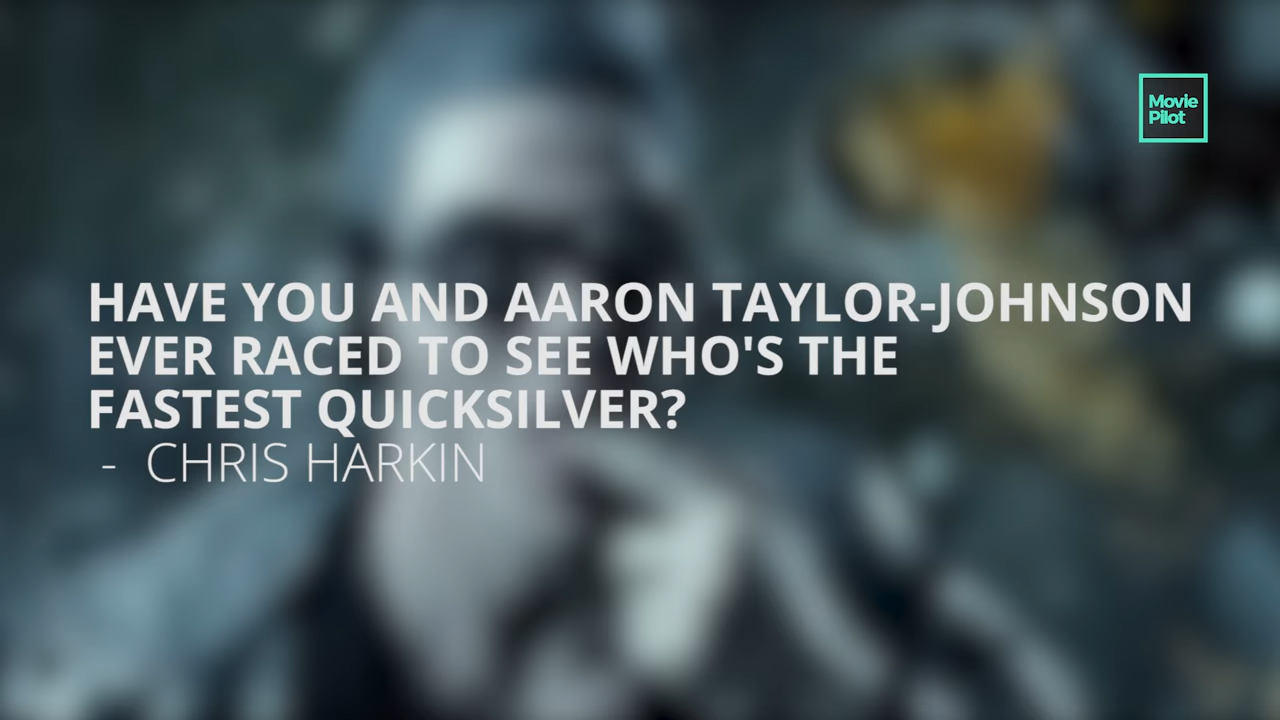 Movie
Pilot
HAVE YOU AND AARON TAYLOR-JOHNSON
EVER RACED TO SEE WHO'S THE
FASTEST QUICKSILVER?
- CHRIS HARKIN